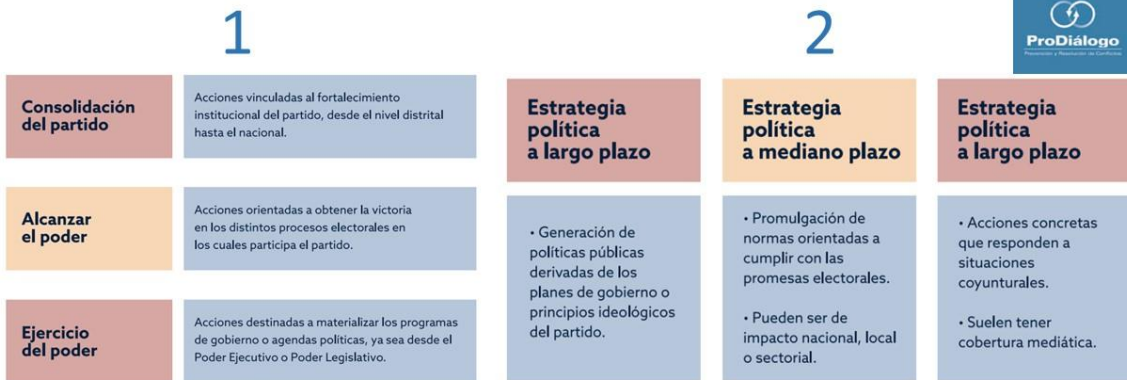 1
Consolidación
del partido
Acciones vinculadas al fortalecimiento
institucional del partido, desde el nivel distrital
hasta el nacional.
Alcanzar
el poder
Acciones orientadas a obtener la victoria
en los distintos procesos electorales en
los cuales participa el partido.
Ejercicio
del poder
Acciones destinadas a materializar los programas
de gobierno o agendas políticas, ya sea desde el
Poder Ejecutivo o Poder Legislativo.
2
ProDiálogo
Prevención y Resolución de Conflictos
Estrategia
política
a largo plazo
• Generación de
políticas públicas
derivadas de los
planes de gobierno o
principios ideológicos
del partido.
Estrategia
política
a mediano plazo
• Promulgación de
normas orientadas a
cumplir con las
promesas electorales.
• Pueden ser de
impacto nacional, local
o sectorial.
Estrategia
política
a largo plazo
• Acciones concretas
que responden a
situaciones
coyunturales.
• Suelen tener
cobertura mediática.